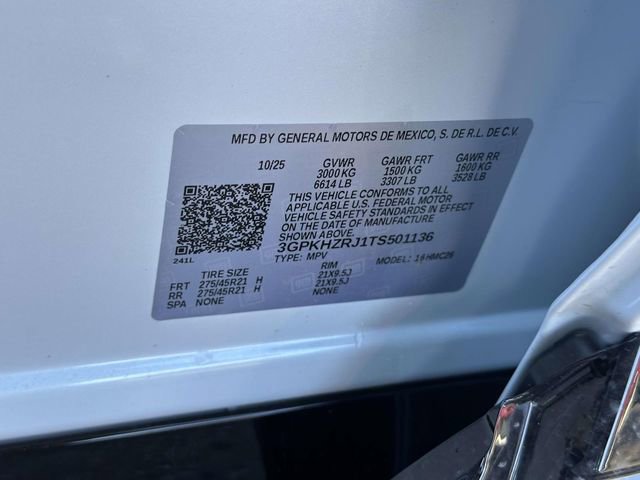 MFD BY GENERAL MOTORS DE MEXICO, S. DE R.L. DE C.V.
10/25 GVWR GAWR FRT GAWR RR
3000 KG 1500 KG 1600 KG
6614 LB 3307 LB 3528 LB
THIS VEHICLE CONFORMS TO ALL
APPLICABLE U.S. FEDERAL MOTOR
VEHICLE SAFETY STANDARDS IN EFFECT
ON THE DATE OF MANUFACTURE
SHOWN ABOVE.
3GPKHZRJ1TS501136
241L TYPE: MPV MODEL: 16HMC26
TIRE SIZE RIM
FRT 275/45R21 H 21X9.5J
RR 275/45R21 H 21X9.5J
SPA NONE NONE